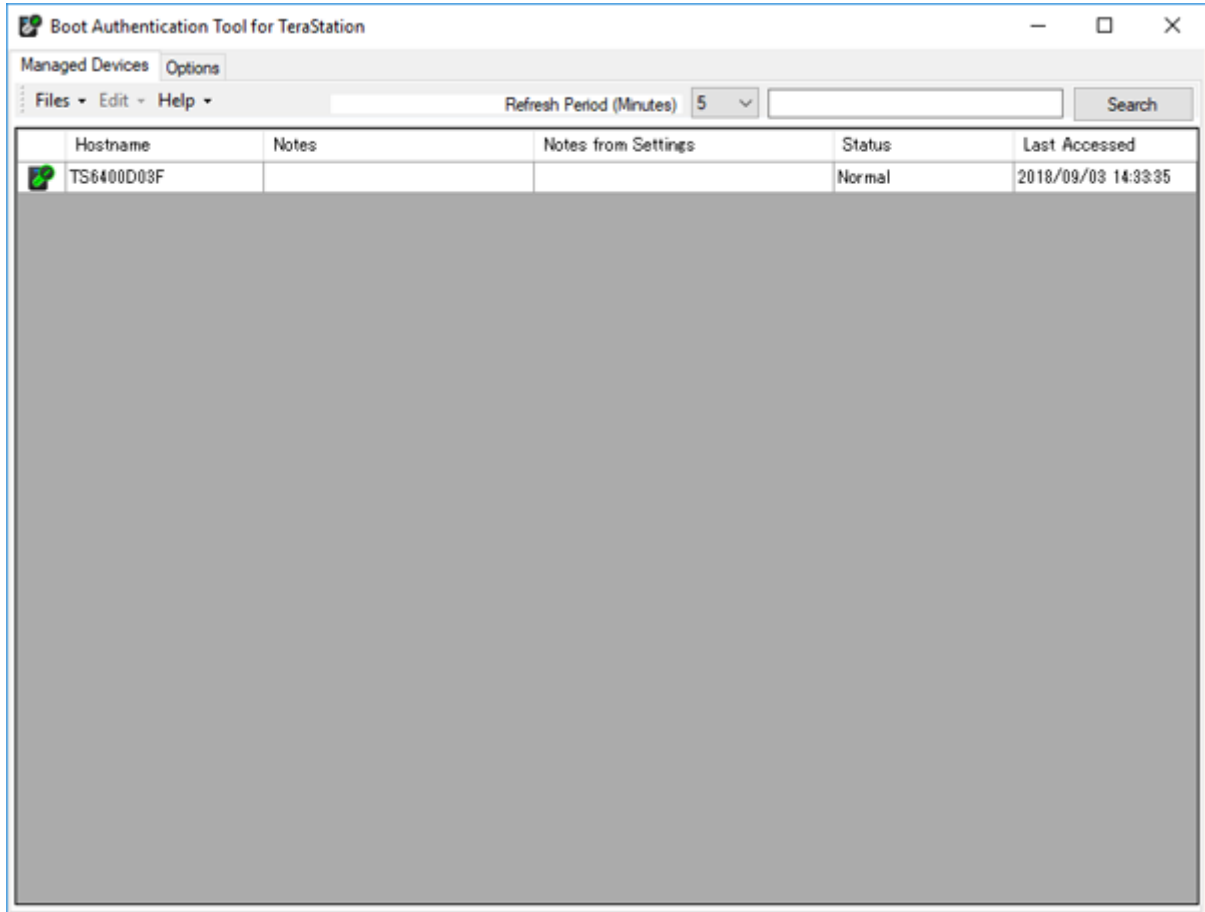 Boot Authentication Tool for TeraStation
Managed Devices Options
Files Edit Help Refresh Period (Minutes) 5 Search
Hostname Notes Notes from Settings Status Last Accessed
TS6400D03F Normal 2018/09/03 14:33:35